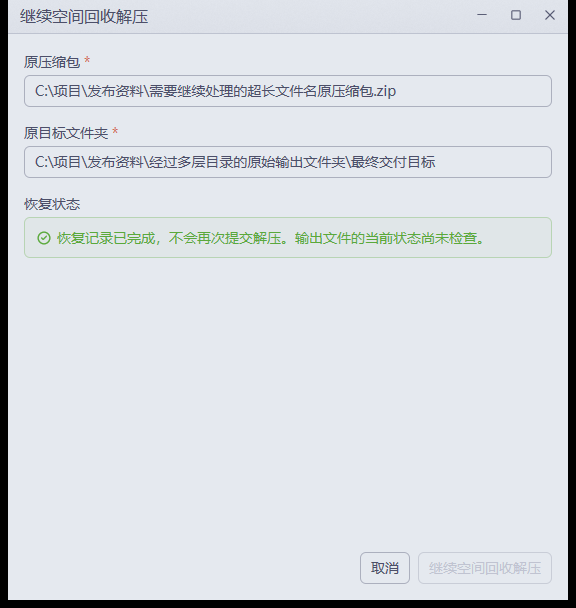 继续空间回收解压
原压缩包 *
C:\项目\发布资料\需要继续处理的超长文件名原压缩包.zip
原目标文件夹 *
C:\项目\发布资料\经过多层目录的原始输出文件夹\最终交付目标
恢复状态
恢复记录已完成，不会再次提交解压。输出文件的当前状态尚未检查。
取消
继续空间回收解压